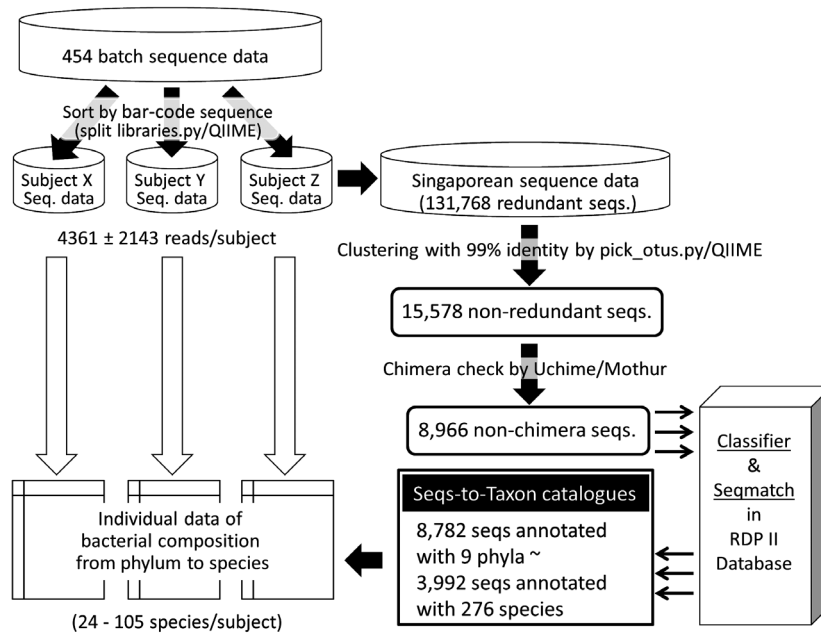 454 batch sequence data
Sort by bar-code sequence
(split libraries.py/QIIME)
Subject X
Seq. data
Subject Y
Seq. data
Subject Z
Seq. data
4361 ± 2143 reads/subject
Singaporean sequence data
(131,768 redundant seqs.)
Clustering with 99% identity by pick_otus.py/QIIME
15,578 non-redundant seqs.
Chimera check by Uchime/Mothur
8,966 non-chimera seqs.
Classifier
&
Seqmatch
in
RDP II
Database
Seqs-to-Taxon catalogues
8,782 seqs annotated
with 9 phyla ~
3,992 seqs annotated
with 276 species
Individual data of
bacterial composition
from phylum to species
(24 - 105 species/subject)